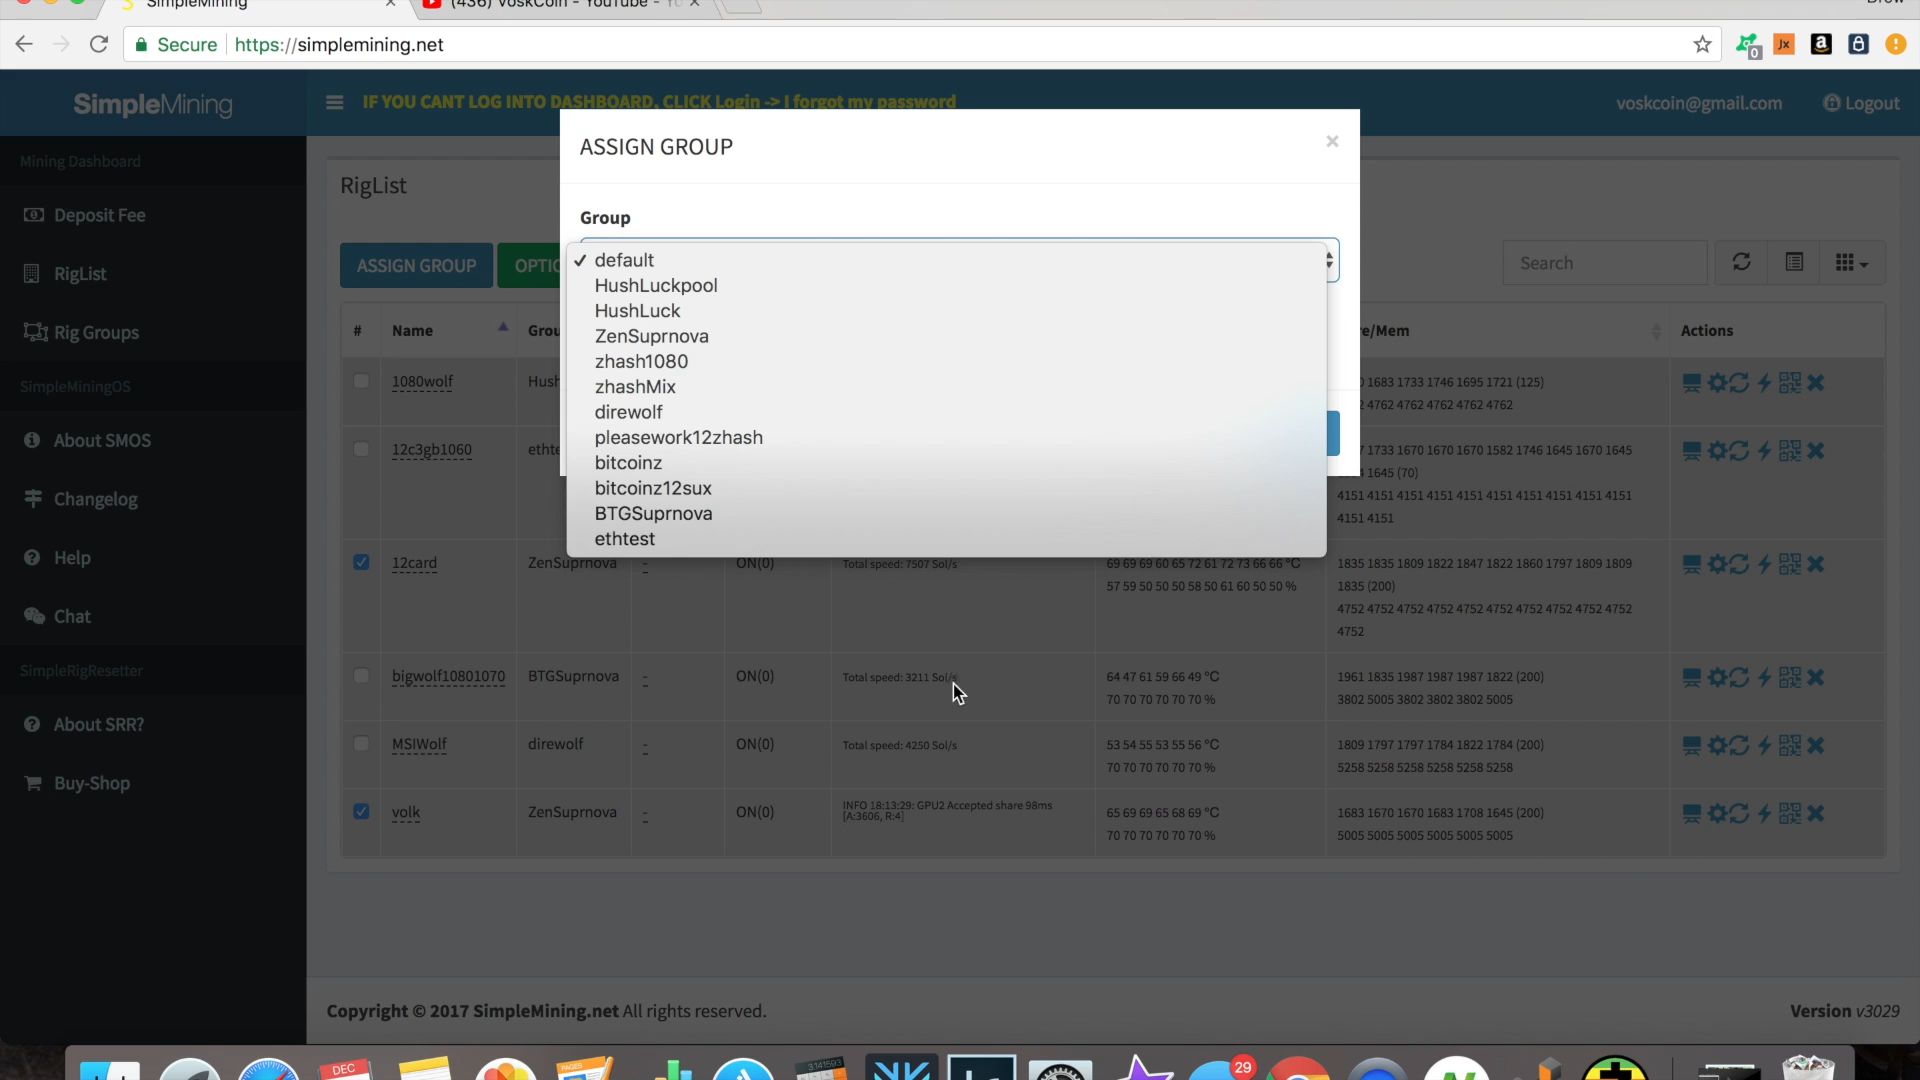 SimpleMining
(436) VoskCoin - YouTube - Yo
Secure https://simplemining.net
0
Jx
SimpleMining
IF YOU CANT LOG INTO DASHBOARD, CLICK Login -> I forgot my password
voskcoin@gmail.com
Logout
Mining Dashboard
Deposit Fee
RigList
Rig Groups
SimpleMiningOS
About SMOS
Changelog
Help
Chat
SimpleRigResetter
About SRR?
Buy-Shop
RigList
ASSIGN GROUP
OPTIO
Search
ASSIGN GROUP
×
Group
✓ default
HushLuckpool
HushLuck
ZenSuprnova
zhash1080
zhashMix
direwolf
pleasework12zhash
bitcoinz
bitcoinz12sux
BTGSuprnova
ethtest
# Name Grou e/Mem Actions
1080wolf Hush 1683 1733 1746 1695 1721 (125)
4762 4762 4762 4762 4762
12c3gb1060 ethte 1733 1670 1670 1670 1582 1746 1645 1670 1645
1645 (70)
4151 4151 4151 4151 4151 4151 4151 4151 4151 4151
4151 4151
12card ZenSuprnova - ON(0) Total speed: 7507 Sol/s 69 69 69 60 65 72 61 72 73 66 66 °C 1835 1835 1809 1822 1847 1822 1860 1797 1809 1809
57 59 50 50 50 58 50 61 60 50 50 % 1835 (200)
4752 4752 4752 4752 4752 4752 4752 4752 4752 4752
4752
bigwolf10801070 BTGSuprnova - ON(0) Total speed: 3211 Sol/s 64 47 61 59 66 49 °C 1961 1835 1987 1987 1987 1822 (200)
70 70 70 70 70 70 % 3802 5005 3802 3802 3802 5005
MSIWolf direwolf - ON(0) Total speed: 4250 Sol/s 53 54 55 53 55 56 °C 1809 1797 1797 1784 1822 1784 (200)
70 70 70 70 70 70 % 5258 5258 5258 5258 5258 5258
volk ZenSuprnova - ON(0) INFO 18:13:29: GPU2 Accepted share 98ms 65 69 69 65 68 69 °C 1683 1670 1670 1683 1708 1645 (200)
[A:3606, R:4] 70 70 70 70 70 70 % 5005 5005 5005 5005 5005 5005
Copyright © 2017 SimpleMining.net All rights reserved.
Version v3029
DEC
PAGES
3.141593
29